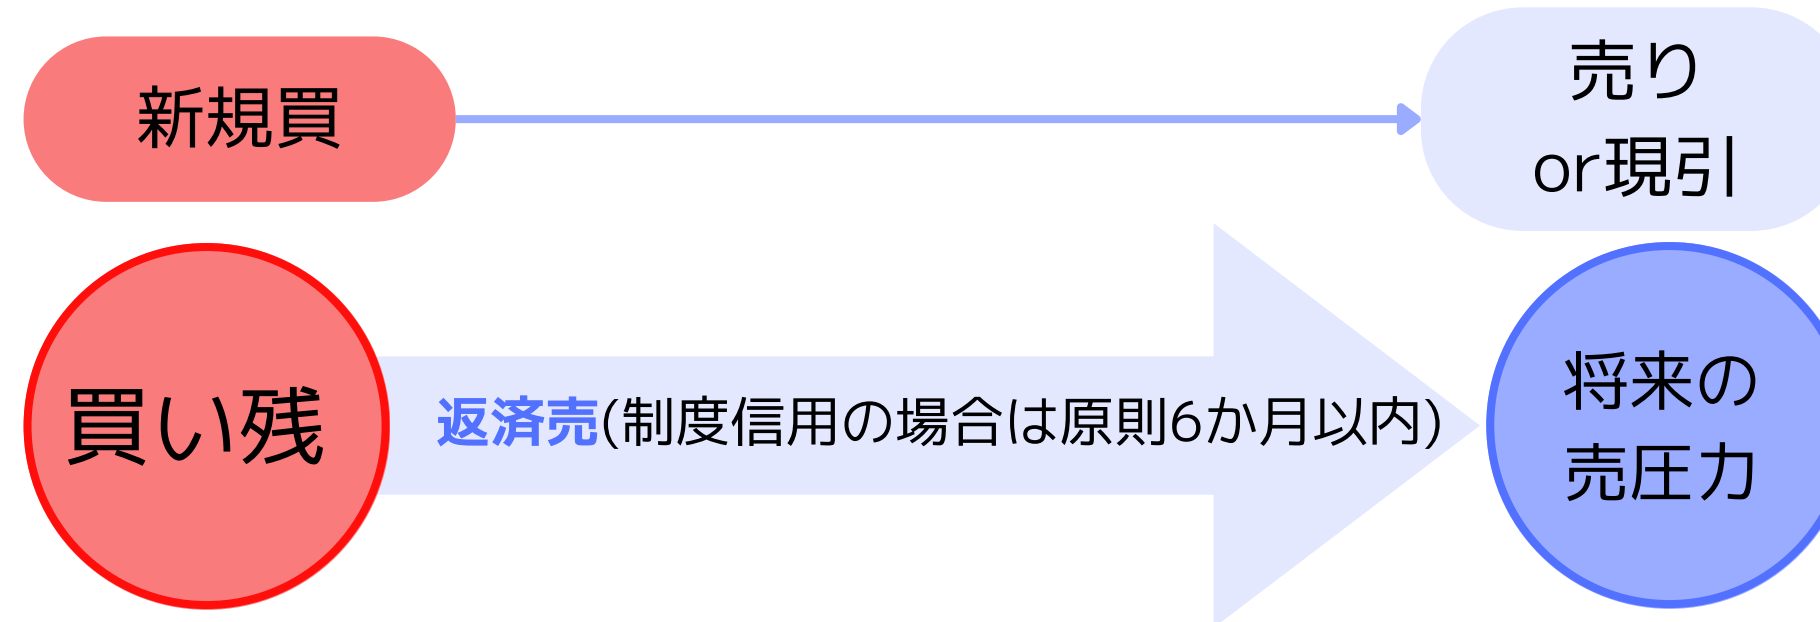 新規買
売り
or現引
買い残
返済売(制度信用の場合は原則6か月以内)
将来の
売圧力